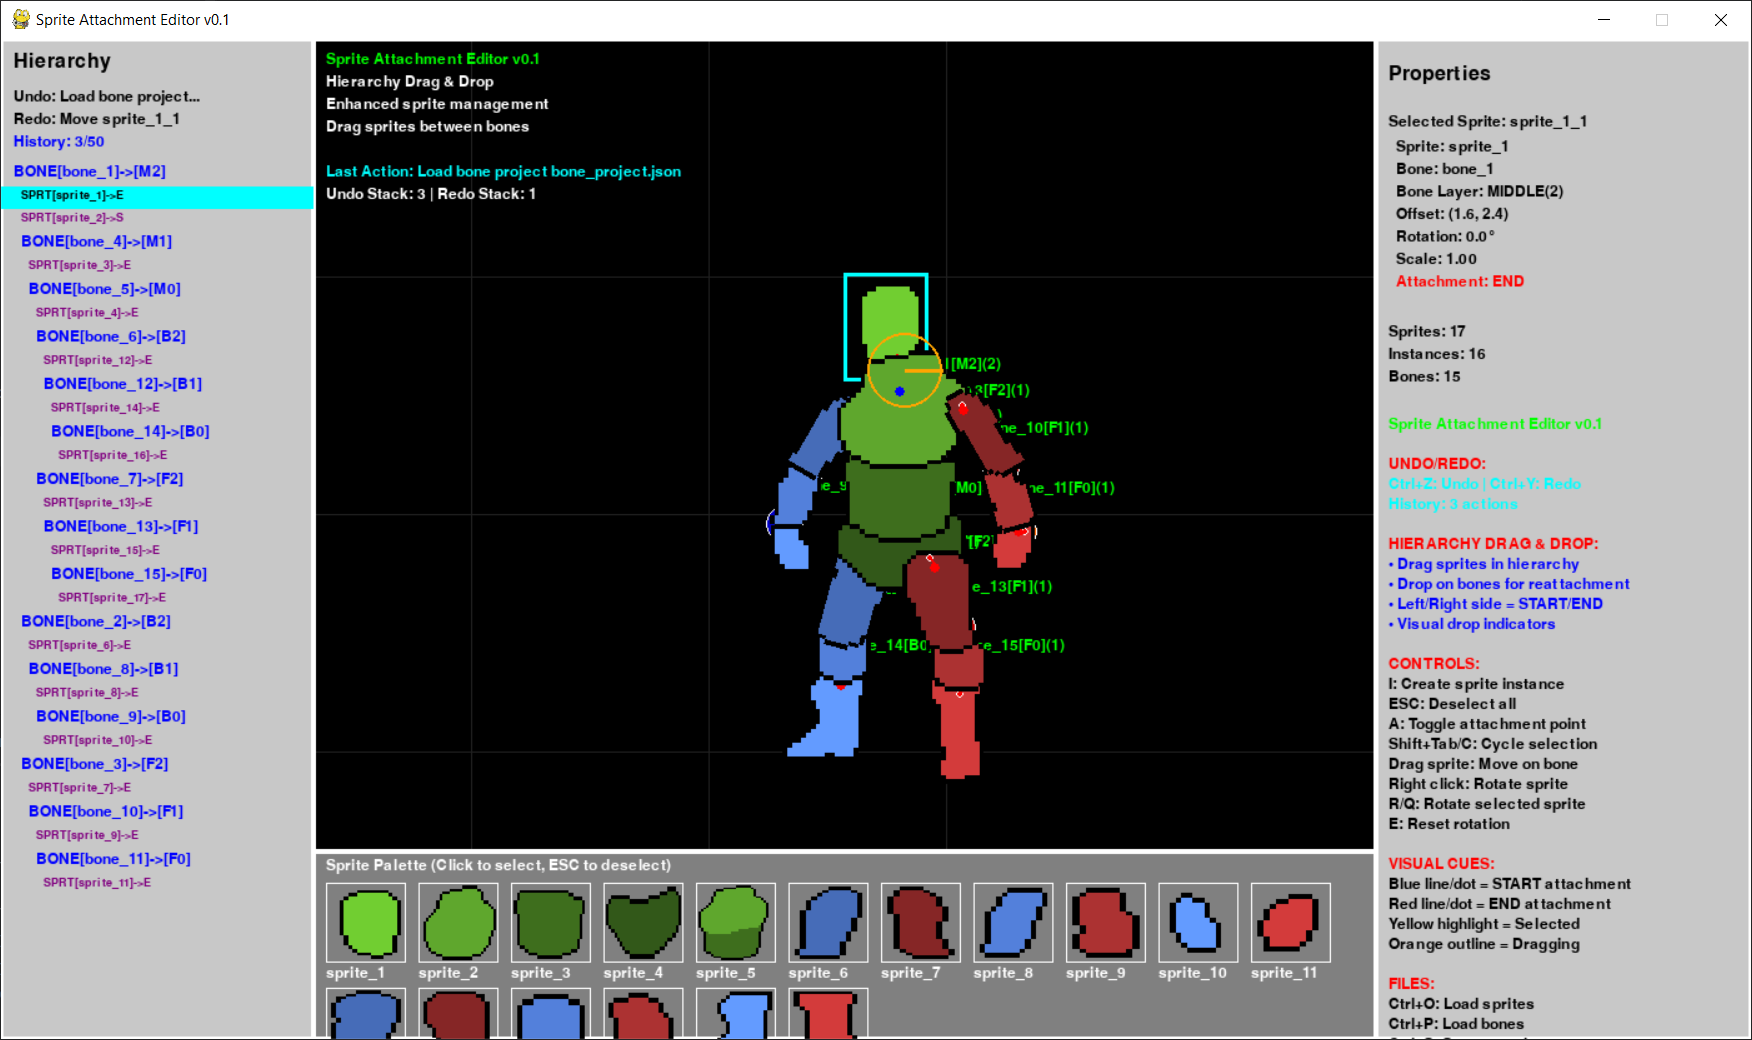 Sprite Attachment Editor v0.1
Hierarchy
Undo: Load bone project...
Redo: Move sprite_1_1
History: 3/50
BONE[bone_1]->[M2]
SPRT[sprite_1]->E
SPRT[sprite_2]->S
BONE[bone_4]->[M1]
SPRT[sprite_3]->E
BONE[bone_5]->[M0]
SPRT[sprite_4]->E
BONE[bone_6]->[B2]
SPRT[sprite_12]->E
BONE[bone_12]->[B1]
SPRT[sprite_14]->E
BONE[bone_14]->[B0]
SPRT[sprite_16]->E
BONE[bone_7]->[F2]
SPRT[sprite_13]->E
BONE[bone_13]->[F1]
SPRT[sprite_15]->E
BONE[bone_15]->[F0]
SPRT[sprite_17]->E
BONE[bone_2]->[B2]
SPRT[sprite_6]->E
BONE[bone_8]->[B1]
SPRT[sprite_8]->E
BONE[bone_9]->[B0]
SPRT[sprite_10]->E
BONE[bone_3]->[F2]
SPRT[sprite_7]->E
BONE[bone_10]->[F1]
SPRT[sprite_9]->E
BONE[bone_11]->[F0]
SPRT[sprite_11]->E
Sprite Attachment Editor v0.1
Hierarchy Drag & Drop
Enhanced sprite management
Drag sprites between bones
Last Action: Load bone project bone_project.json
Undo Stack: 3 | Redo Stack: 1
[M2](2)
3[F2](1)
ne_10[F1](1)
e_9
M0]
ne_11[F0](1)
[F2]
e_13[F1](1)
e_14[B0
e_15[F0](1)
Sprite Palette (Click to select, ESC to deselect)
sprite_1
sprite_2
sprite_3
sprite_4
sprite_5
sprite_6
sprite_7
sprite_8
sprite_9
sprite_10
sprite_11
Properties
Selected Sprite: sprite_1_1
Sprite: sprite_1
Bone: bone_1
Bone Layer: MIDDLE(2)
Offset: (1.6, 2.4)
Rotation: 0.0°
Scale: 1.00
Attachment: END
Sprites: 17
Instances: 16
Bones: 15
Sprite Attachment Editor v0.1
UNDO/REDO:
Ctrl+Z: Undo | Ctrl+Y: Redo
History: 3 actions
HIERARCHY DRAG & DROP:
• Drag sprites in hierarchy
• Drop on bones for reattachment
• Left/Right side = START/END
• Visual drop indicators
CONTROLS:
I: Create sprite instance
ESC: Deselect all
A: Toggle attachment point
Shift+Tab/C: Cycle selection
Drag sprite: Move on bone
Right click: Rotate sprite
R/Q: Rotate selected sprite
E: Reset rotation
VISUAL CUES:
Blue line/dot = START attachment
Red line/dot = END attachment
Yellow highlight = Selected
Orange outline = Dragging
FILES:
Ctrl+O: Load sprites
Ctrl+P: Load bones